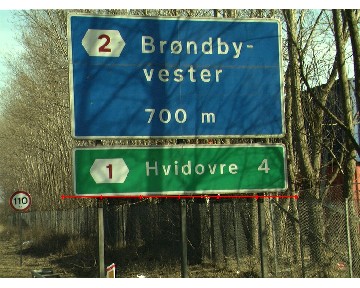 2 Brøndby-
vester
700 m
1 Hvidovre 4
110